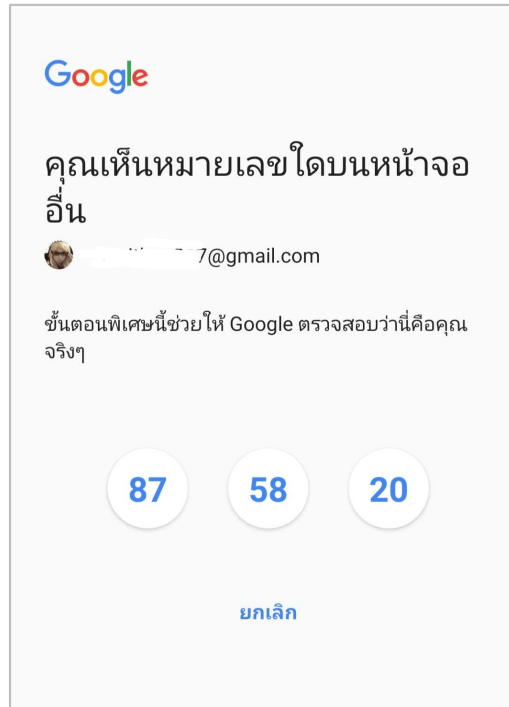 Google
คุณเห็นหมายเลขใดบนหน้าจอ
อื่น
7@gmail.com
ขั้นตอนพิเศษนี้ช่วยให้ Google ตรวจสอบว่านี่คือคุณ
จริงๆ
87 58 20
ยกเลิก